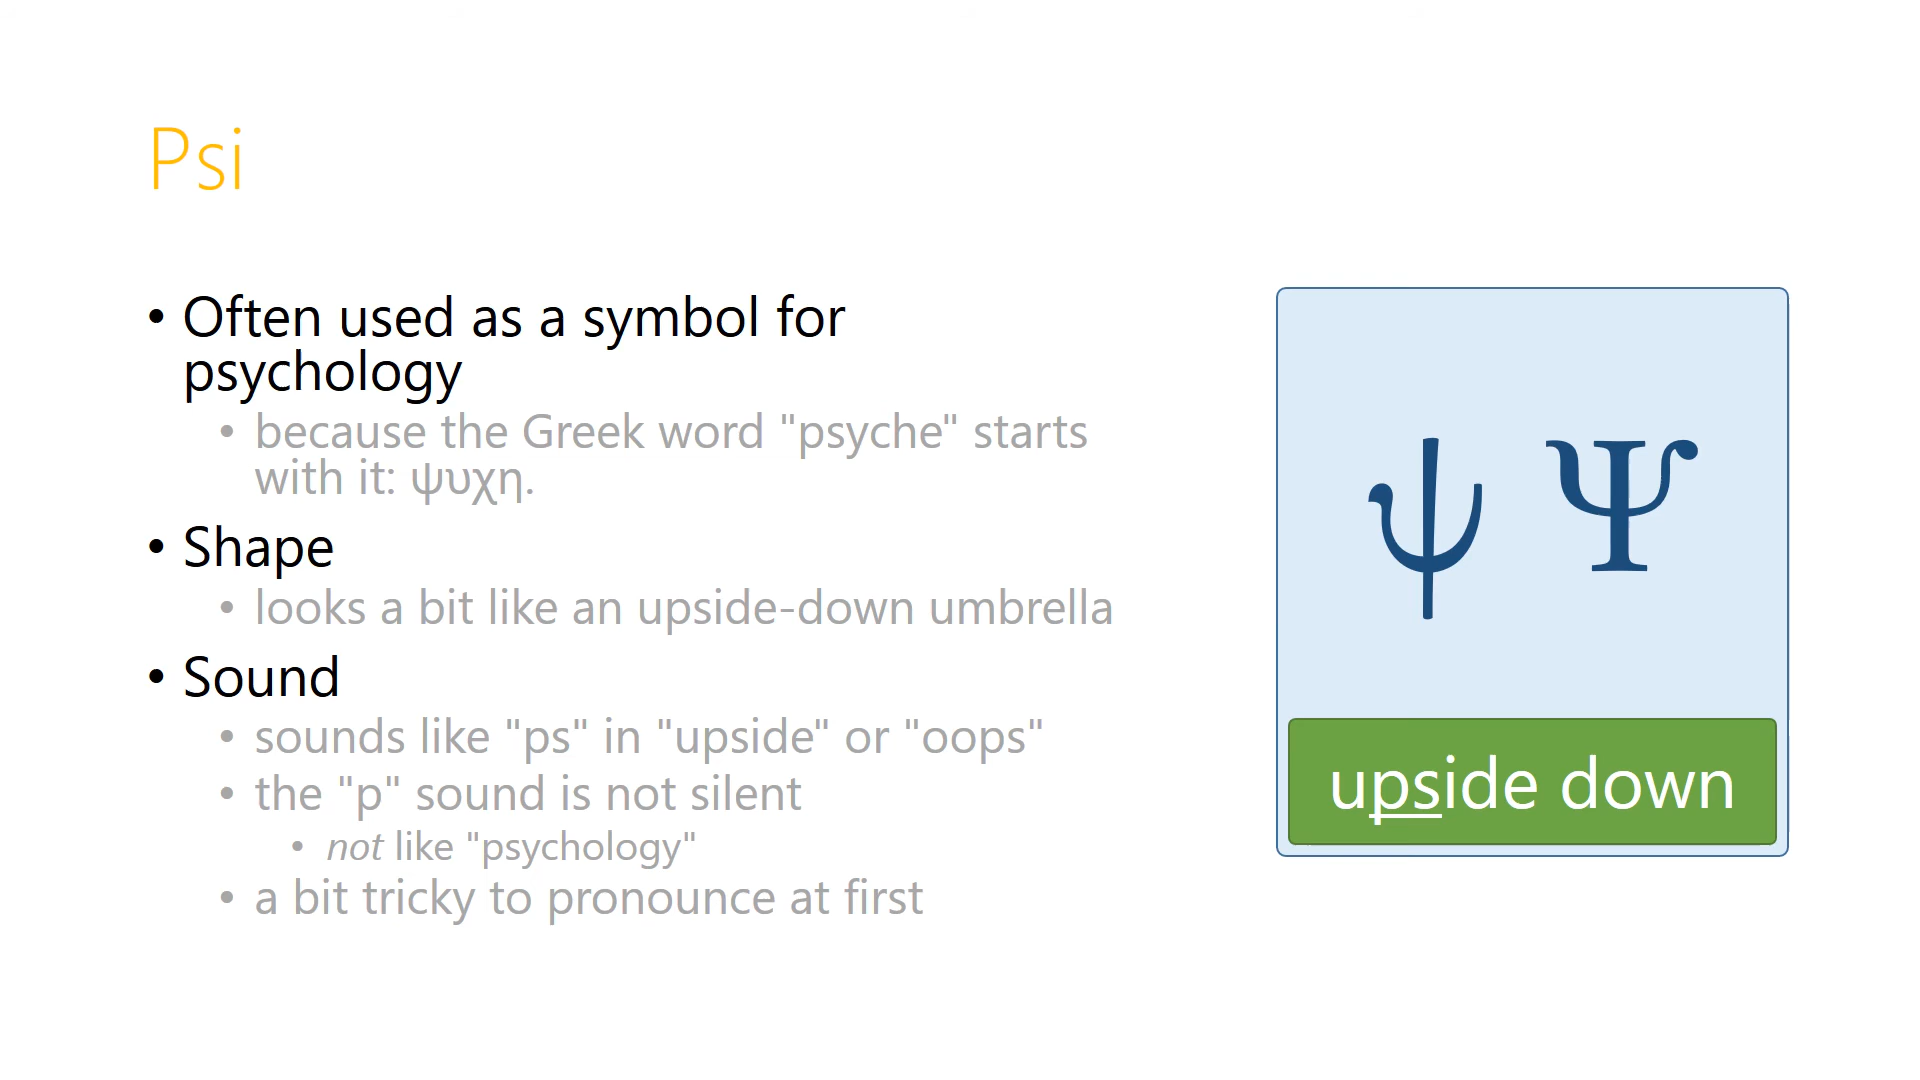 Psi
• Often used as a symbol for
psychology
• because the Greek word "psyche" starts
with it: ψυχη.
• Shape
• looks a bit like an upside-down umbrella
• Sound
• sounds like "ps" in "upside" or "oops"
• the "p" sound is not silent
• not like "psychology"
• a bit tricky to pronounce at first
ψ Ψ
upside down